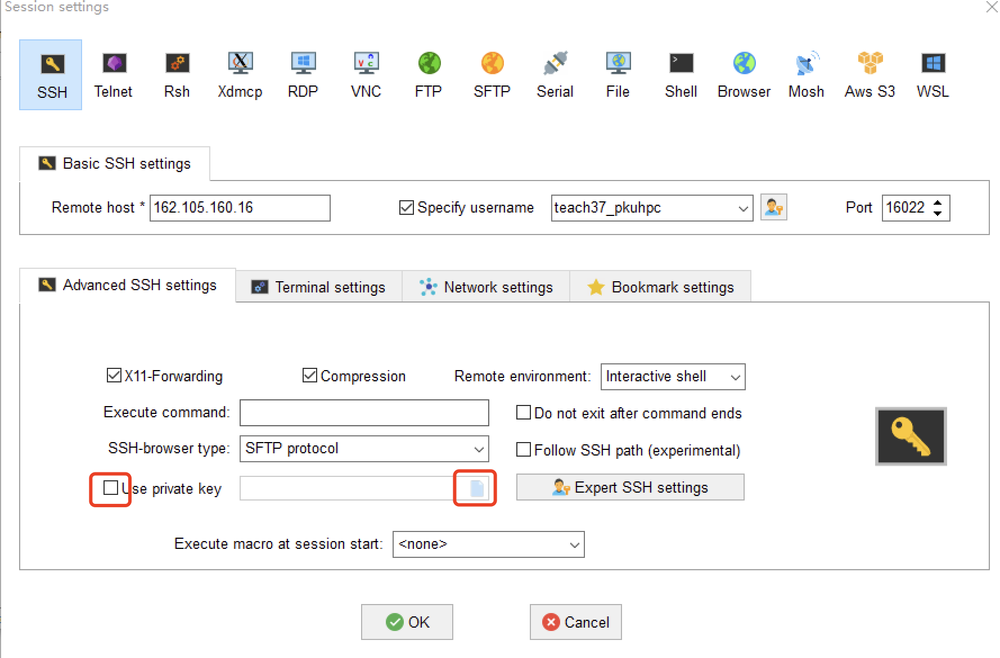 Session settings
SSH Telnet Rsh Xdmcp RDP VNC FTP SFTP Serial File Shell Browser Mosh Aws S3 WSL
Basic SSH settings
Remote host * 162.105.160.16 Specify username teach37_pkuhpc Port 16022
Advanced SSH settings Terminal settings Network settings Bookmark settings
X11-Forwarding Compression Remote environment: Interactive shell
Execute command: Do not exit after command ends
SSH-browser type: SFTP protocol Follow SSH path (experimental)
Use private key Expert SSH settings
Execute macro at session start: <none>
OK Cancel